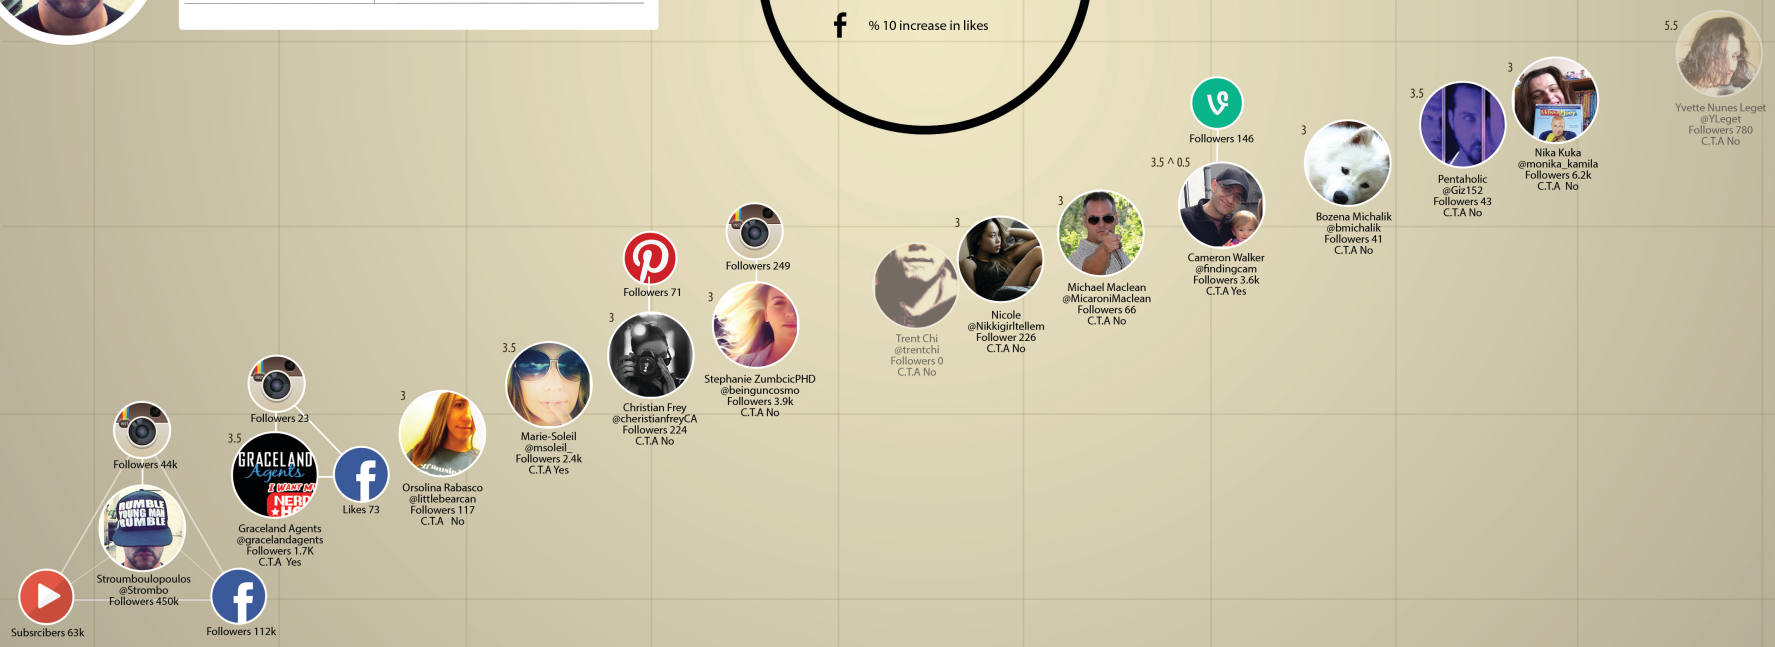 % 10 increase in likes
5.5
Yvette Nunes Leget
@YLeget
Followers 780
C.T.A No
3
Nika Kuka
@monika_kamila
Followers 6.2k
C.T.A No
3.5
Pentaholic
@Giz152
Followers 43
C.T.A No
3
Bozena Michalik
@bmichalik
Followers 41
C.T.A No
Followers 146
3.5 ^ 0.5
Cameron Walker
@findingcam
Followers 3.6k
C.T.A Yes
3
Michael Maclean
@MicaroniMaclean
Followers 66
C.T.A No
3
Nicole
@Nikkigirltellem
Follower 226
C.T.A No
Trent Chi
@trentchi
Followers 0
C.T.A No
Followers 249
3
Stephanie ZumbcicPHD
@beinguncosmo
Followers 3.9k
C.T.A No
Followers 71
3
Christian Frey
@cheristianfreyCA
Followers 224
C.T.A No
3.5
Marie-Soleil
@msoleil_
Followers 2.4k
C.T.A Yes
3
Orsolina Rabasco
@littlebearcan
Followers 117
C.T.A No
Followers 23
3.5
GRACELAND
Agents
I WANT MY
NERD
Likes 73
Graceland Agents
@gracelandagents
Followers 1.7K
C.T.A Yes
Followers 44k
RUMBLE
YOUNG MAN
RUMBLE
Stroumboulopoulos
@Strombo
Followers 450k
Subsrcibers 63k
Followers 112k